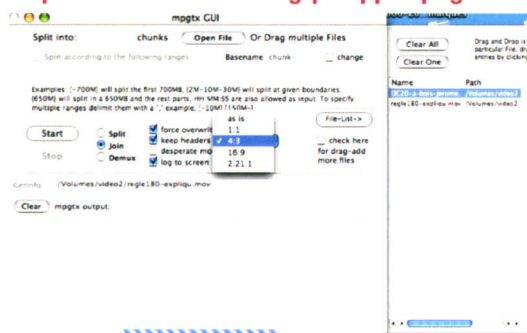 mpgtx GUI
Split into: chunks Open File Or Drag multiple Files
Split according to the following ranges: Basename chunk change
Examples: [-700M] will split the first 700MB, [2M-10M- 30M] will split at given boundaries,
[650M] will split in a 650MB and the rest parts, HH:MM:SS are also allowed as input. To specify
multiple ranges delimit them with a "," example: [-10M]
as is
1:1
4:3
16:9
2.21:1
File-List->
Start
Stop
Split
Join
Demux
force overwri
keep headers
desperate mo
log to screen
check here
for drag-add
more files
/Volumes/video2/regle180-expliqu.mov
Clear mpgtx output:
Clear All
Clear One
Drag and Drop is
particular File, dr
entries by clicking
Name Path
/Volumes/video2
regle180-expliqu.mov /Volumes/video2